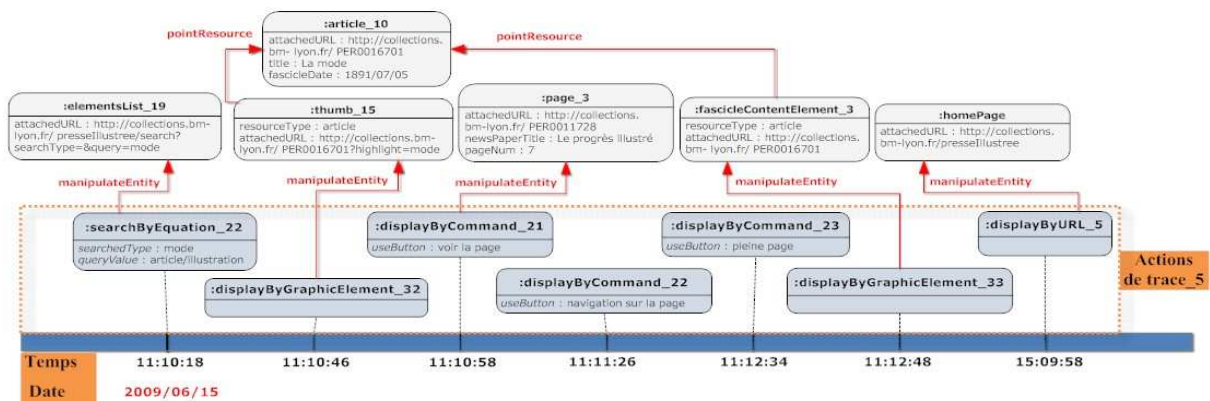 :article_10
pointResource
attachedURL : http://collections.
bm- lyon.fr/ PER0016701
title : La mode
fascicleDate : 1891/07/05
pointResource
:elementsList_19
attachedURL : http://collections.bm-
lyon.fr/ presseIllustree/search?
searchType=&query=mode
:thumb_15
resourceType : article
attachedURL : http://collections.bm-
lyon.fr/ PER0016701?highlight=mode
:page_3
attachedURL : http://collections.
bm-lyon.fr/ PER0011728
newsPaperTitle : Le progrès illustré
pageNum : 7
:fascicleContentElement_3
resourceType : article
attachedURL : http://collections.
bm- lyon.fr/ PER0016701
:homePage
attachedURL : http://collections.
bm-lyon.fr/presseIllustree
manipulateEntity
manipulateEntity
manipulateEntity
manipulateEntity
manipulateEntity
:searchByEquation_22
searchedType : mode
queryValue : article/illustration
:displayByGraphicElement_32
:displayByCommand_21
useButton : voir la page
:displayByCommand_22
useButton : navigation sur la page
:displayByCommand_23
useButton : pleine page
:displayByGraphicElement_33
:displayByURL_5
Actions
de trace_5
Temps
11:10:18
11:10:46
11:10:58
11:11:26
11:12:34
11:12:48
15:09:58
Date
2009/06/15